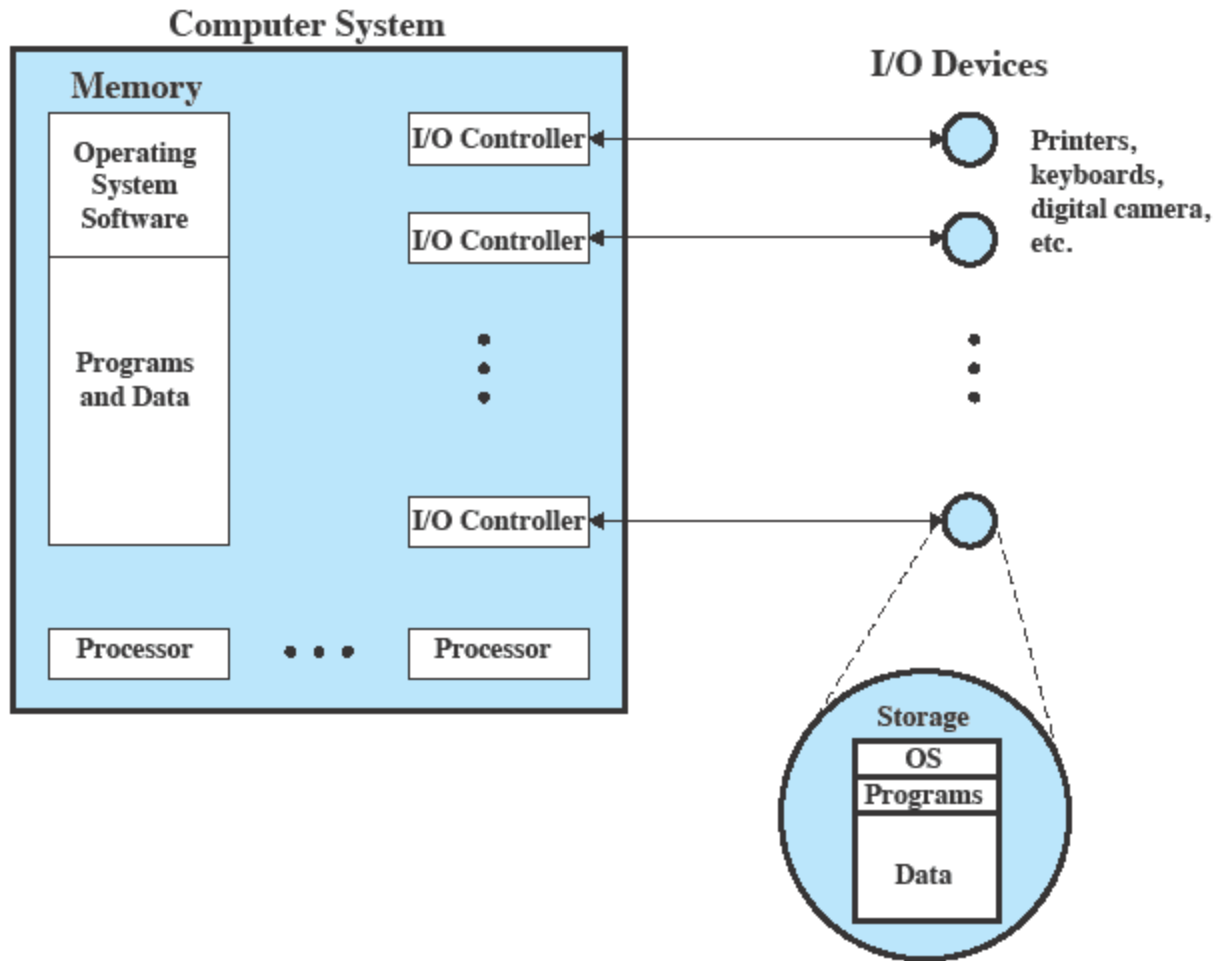 Computer System
I/O Devices
Memory
Operating
System
Software
Programs
and Data
I/O Controller
I/O Controller
I/O Controller
Processor
Processor
Printers,
keyboards,
digital camera,
etc.
Storage
OS
Programs
Data